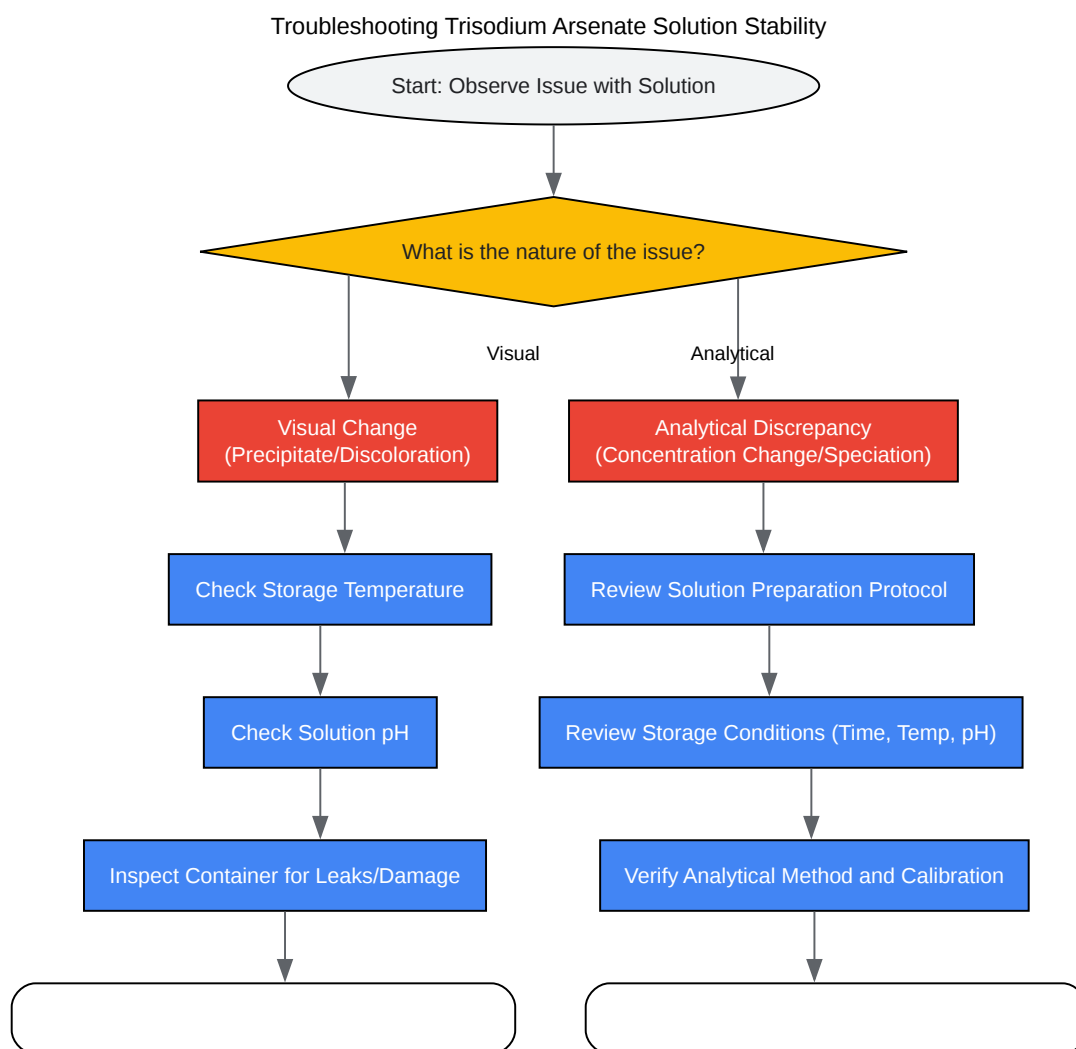 Troubleshooting Trisodium Arsenate Solution Stability
Start: Observe Issue with Solution
What is the nature of the issue?
Visual
Analytical
Visual Change
(Precipitate/Discoloration)
Analytical Discrepancy
(Concentration Change/Speciation)
Check Storage Temperature
Review Solution Preparation Protocol
Check Solution pH
Review Storage Conditions (Time, Temp, pH)
Inspect Container for Leaks/Damage
Verify Analytical Method and Calibration